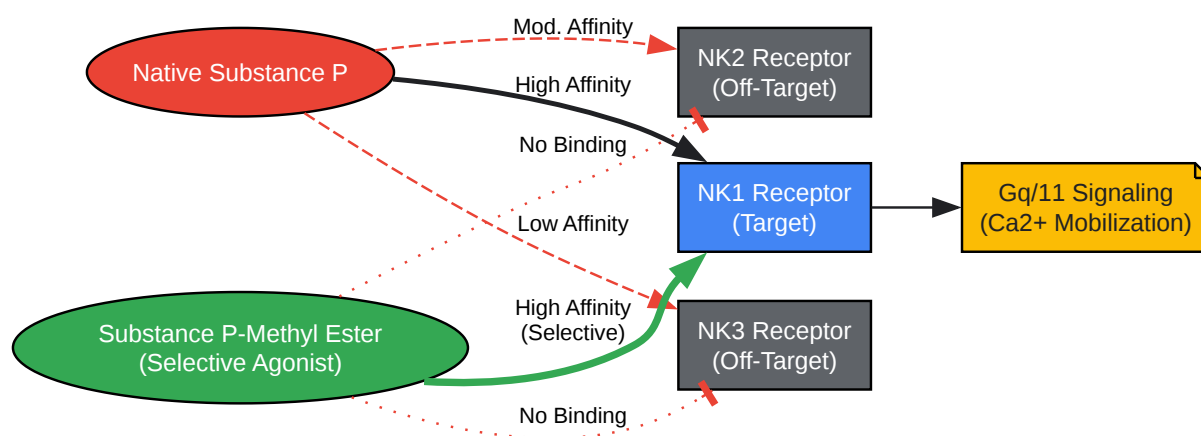 Mod. Affinity
NK2 Receptor
(Off-Target)
Native Substance P
High Affinity
No Binding
NK1 Receptor
(Target)
Gq/11 Signaling
(Ca2+ Mobilization)
Low Affinity
High Affinity
(Selective)
Substance P-Methyl Ester
(Selective Agonist)
NK3 Receptor
(Off-Target)
No Binding